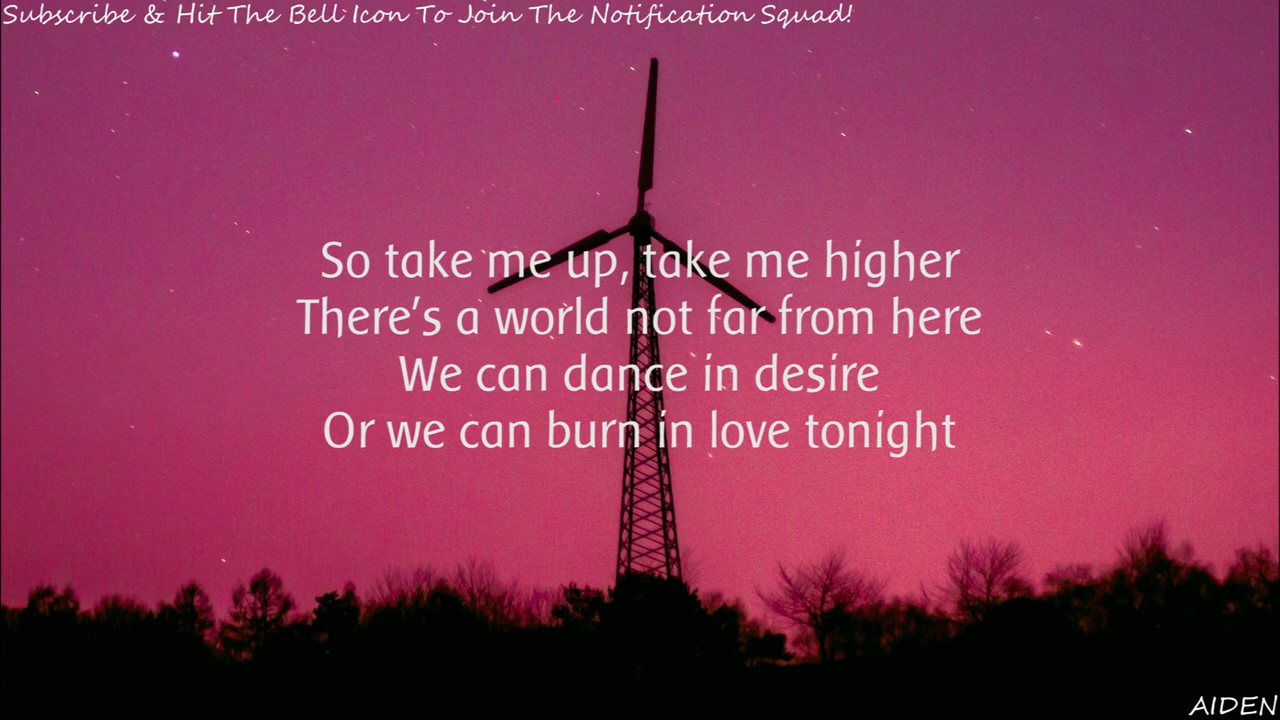 Subscribe & Hit The Bell Icon To Join The Notification Squad!
So take me up, take me higher
There's a world not far from here
We can dance in desire
Or we can burn in love tonight
AIDEN